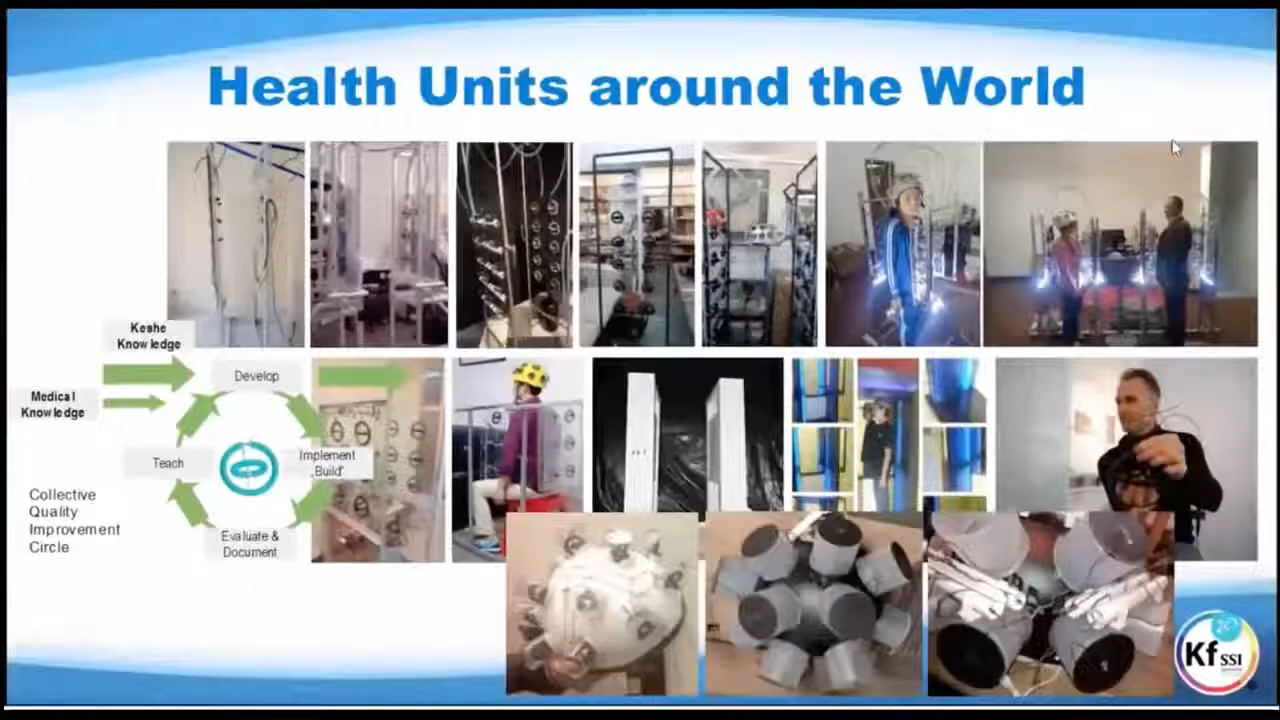 Health Units around the World
Keshe
Knowledge
Medical
Knowledge
Develop
Implement
„Build'
Teach
Evaluate &
Document
Collective
Quality
Improvement
Circle
Kf SSI